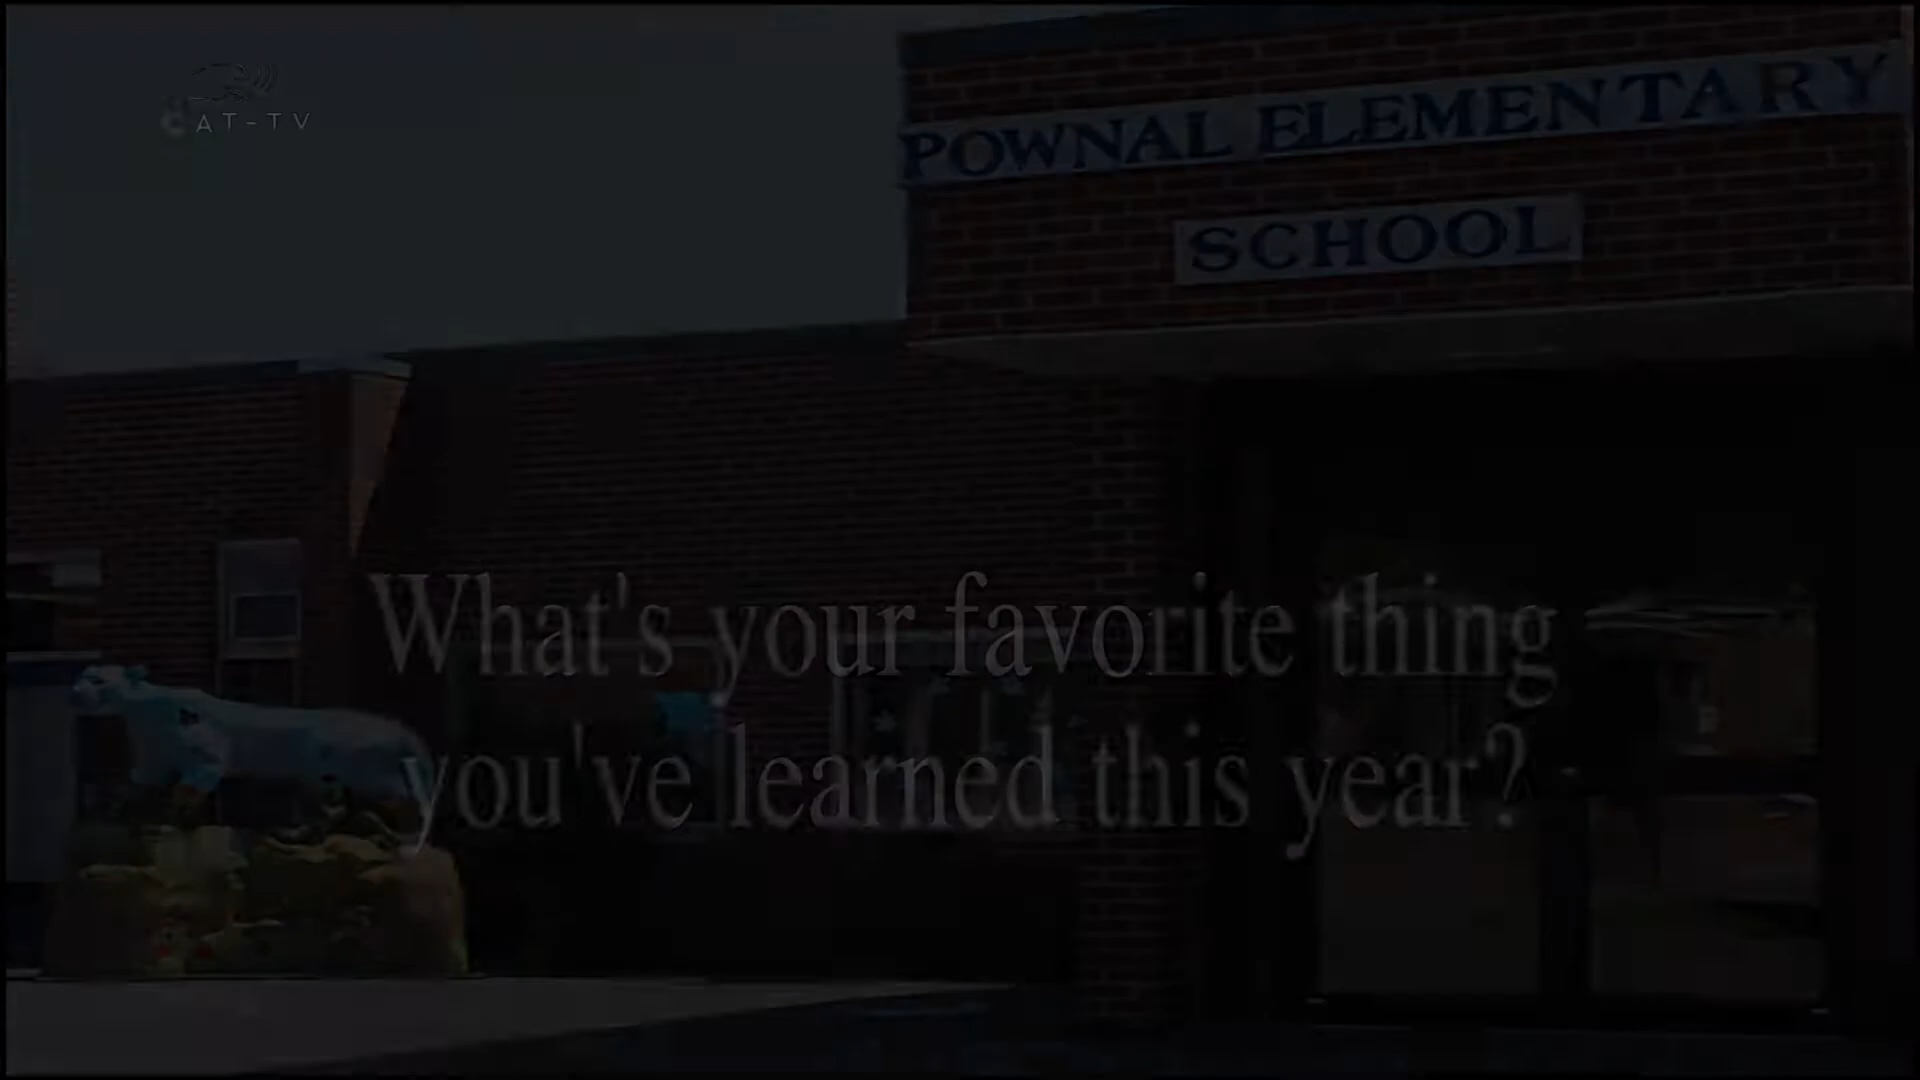 CAT-TV
POWNAL ELEMENTARY
SCHOOL
What's your favorite thing
you've learned this year?